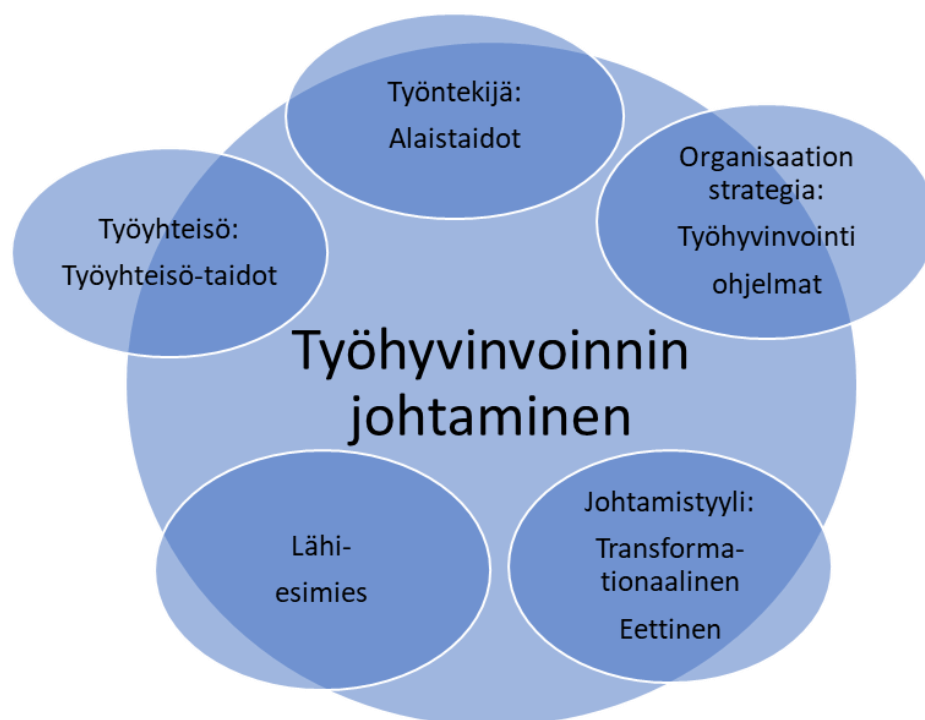 Työntekijä:
Alaistaidot
Organisaation
strategia:
Työhyvinvointi
ohjelmat
Työyhteisö:
Työyhteisö-taidot
Työhyvinvoinnin
johtaminen
Lähi-
esimies
Johtamistyyli:
Transforma-
tionaalinen
Eettinen